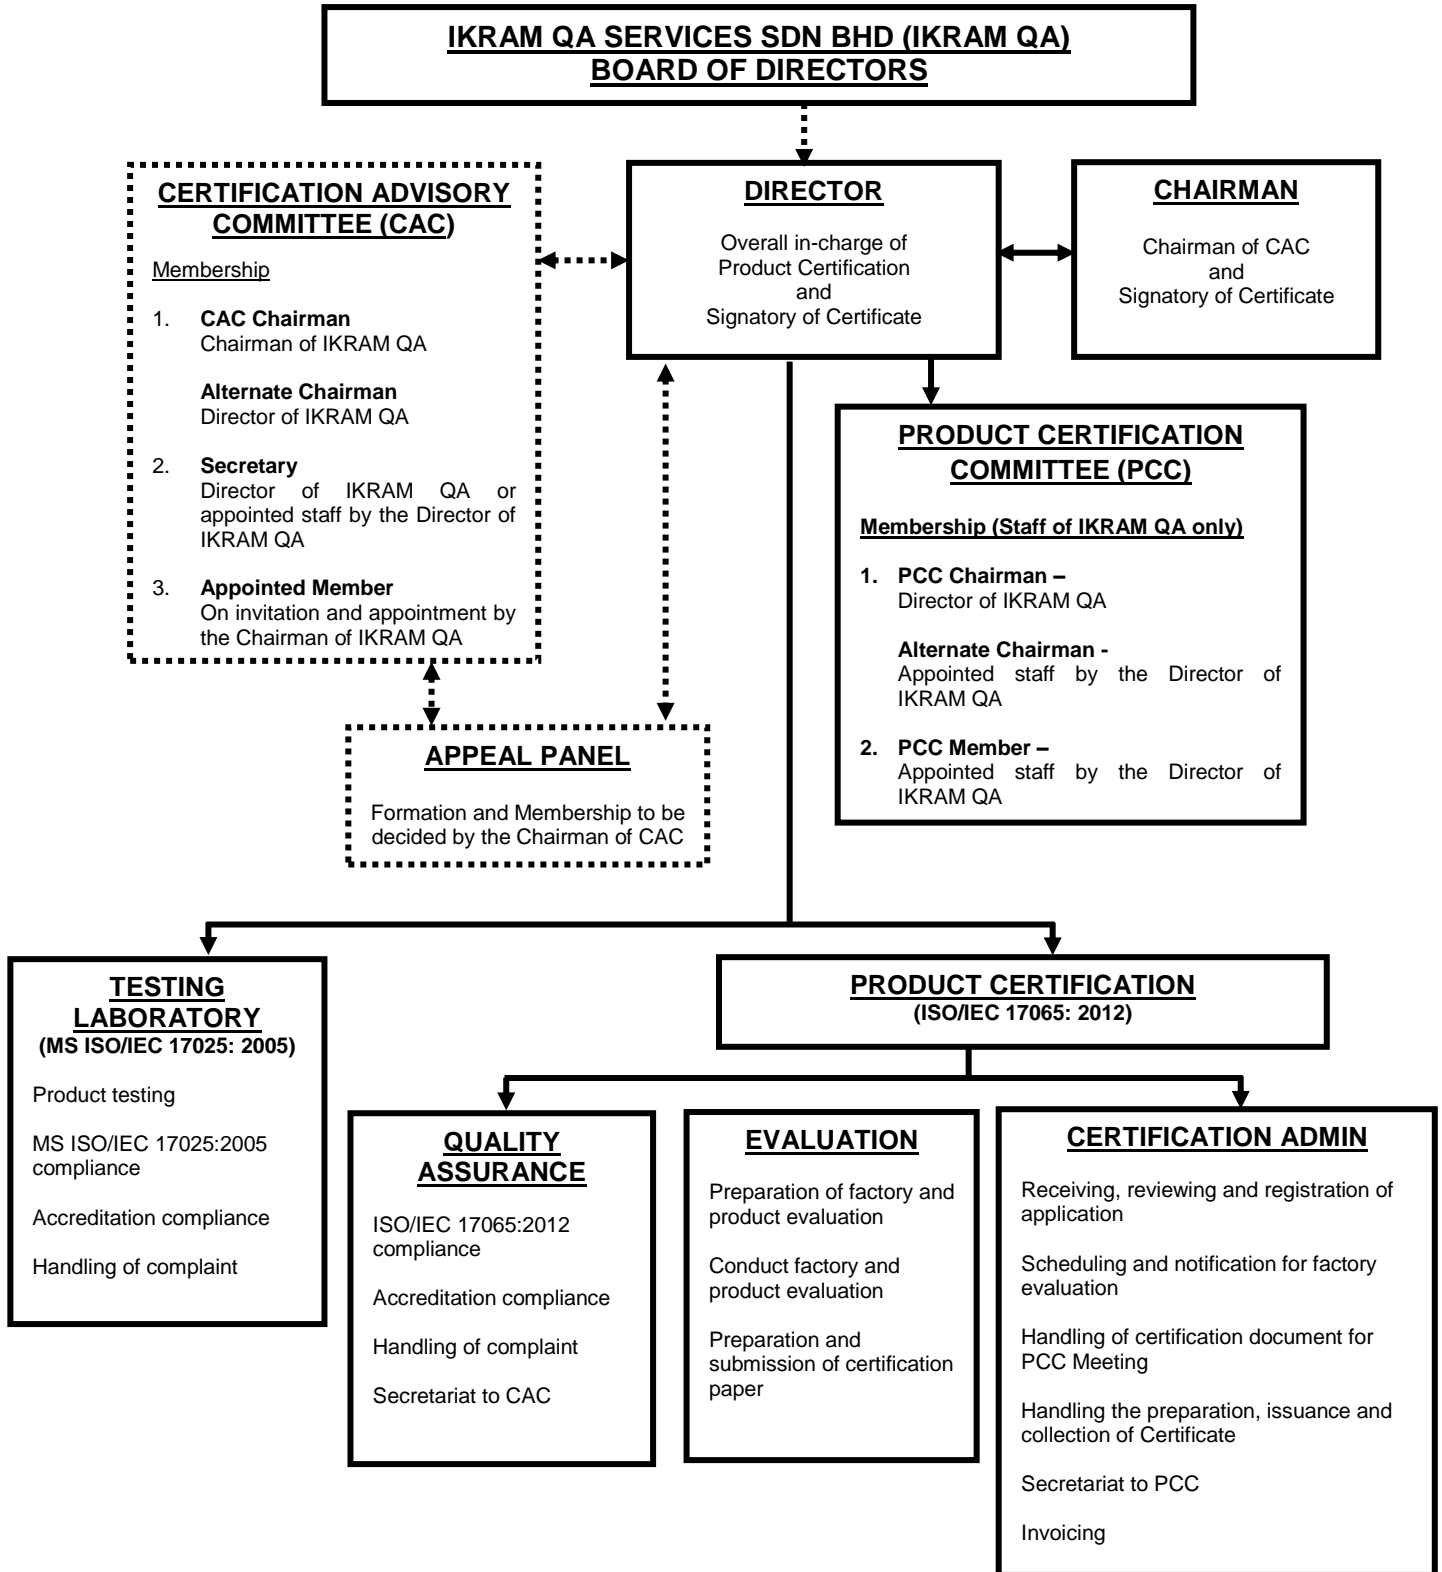 IKRAM QA SERVICES SDN BHD (IKRAM QA)
BOARD OF DIRECTORS
CERTIFICATION ADVISORY
COMMITTEE (CAC)
Membership
1. CAC Chairman
Chairman of IKRAM QA
Alternate Chairman
Director of IKRAM QA
2. Secretary
Director of IKRAM QA or
appointed staff by the Director of
IKRAM QA
3. Appointed Member
On invitation and appointment by
the Chairman of IKRAM QA
DIRECTOR
Overall in-charge of
Product Certification
and
Signatory of Certificate
CHAIRMAN
Chairman of CAC
and
Signatory of Certificate
PRODUCT CERTIFICATION
COMMITTEE (PCC)
Membership (Staff of IKRAM QA only)
1. PCC Chairman –
Director of IKRAM QA
Alternate Chairman -
Appointed staff by the Director of
IKRAM QA
2. PCC Member –
Appointed staff by the Director of
IKRAM QA
APPEAL PANEL
Formation and Membership to be
decided by the Chairman of CAC
TESTING
LABORATORY
(MS ISO/IEC 17025: 2005)
Product testing
MS ISO/IEC 17025:2005
compliance
Accreditation compliance
Handling of complaint
PRODUCT CERTIFICATION
(ISO/IEC 17065: 2012)
QUALITY
ASSURANCE
ISO/IEC 17065:2012
compliance
Accreditation compliance
Handling of complaint
Secretariat to CAC
EVALUATION
Preparation of factory and
product evaluation
Conduct factory and
product evaluation
Preparation and
submission of certification
paper
CERTIFICATION ADMIN
Receiving, reviewing and registration of
application
Scheduling and notification for factory
evaluation
Handling of certification document for
PCC Meeting
Handling the preparation, issuance and
collection of Certificate
Secretariat to PCC
Invoicing